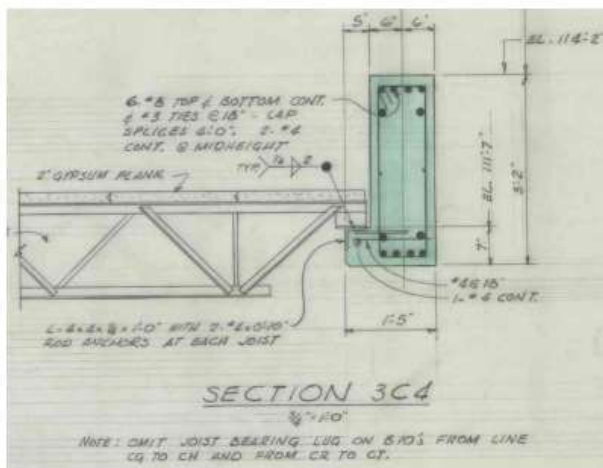 5" 6" 6"
EL. 114'-2"
6-#8 TOP & BOTTOM CONT.
& #3 TIES @ 18" - LAP
SPLICES 4'-0". 2-#4
CONT. @ MIDHEIGHT
TYP. 2
2" GYPSUM PLANK
EL. 111'-7"
7"
#4@18"
1-#4 CONT.
1'-5"
AT EACH JOIST
ROD ANCHORS
SECTION 3C4
3/4"=1'-0"
NOTE: OMIT JOIST BEARING LUG ON B10'S FROM LINE
CG TO CH AND FROM CR TO CT.